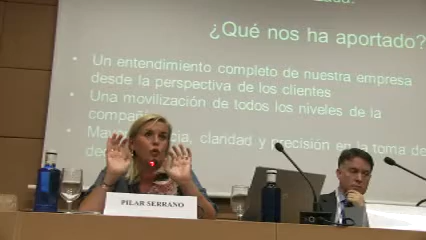 ¿Qué nos ha aportado?
• Un entendimiento completo de nuestra empresa
desde la perspectiva de los clientes
• Una movilización de todos los niveles de la
• claridad y precisión en la toma de
PILAR SERRANO